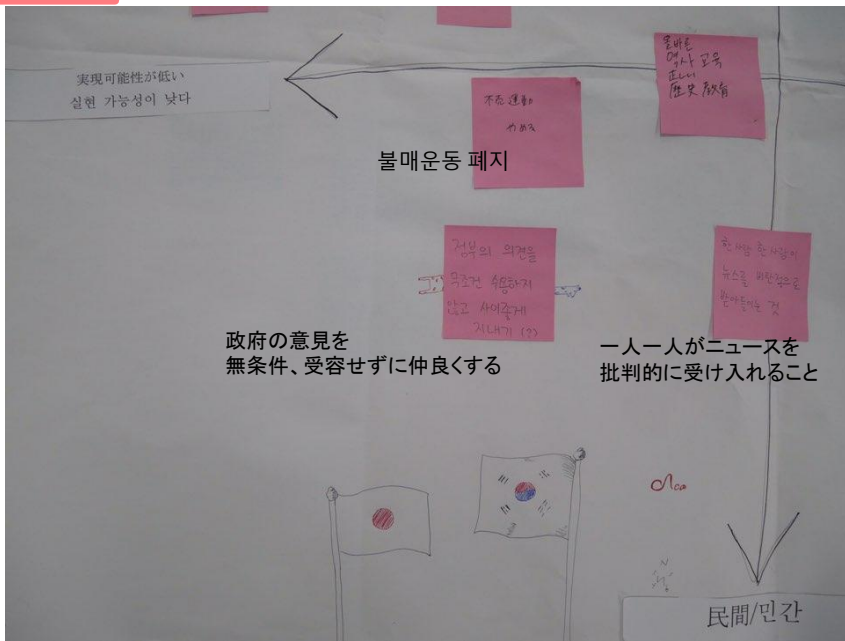 올바른
역사 교육
正しい
歴史教育
実現可能性が低い
실현 가능성이 낮다
不売運動
やめる
불매운동 폐지
정부의 의견을
무조건 수용하지
않고 사이좋게
지내기 (??)
한 사람 한 사람이
뉴스를 비판적으로
받아들이는 것
政府の意見を
無条件、受容せずに仲良くする
一人一人がニュースを
批判的に受け入れること
民間/민간